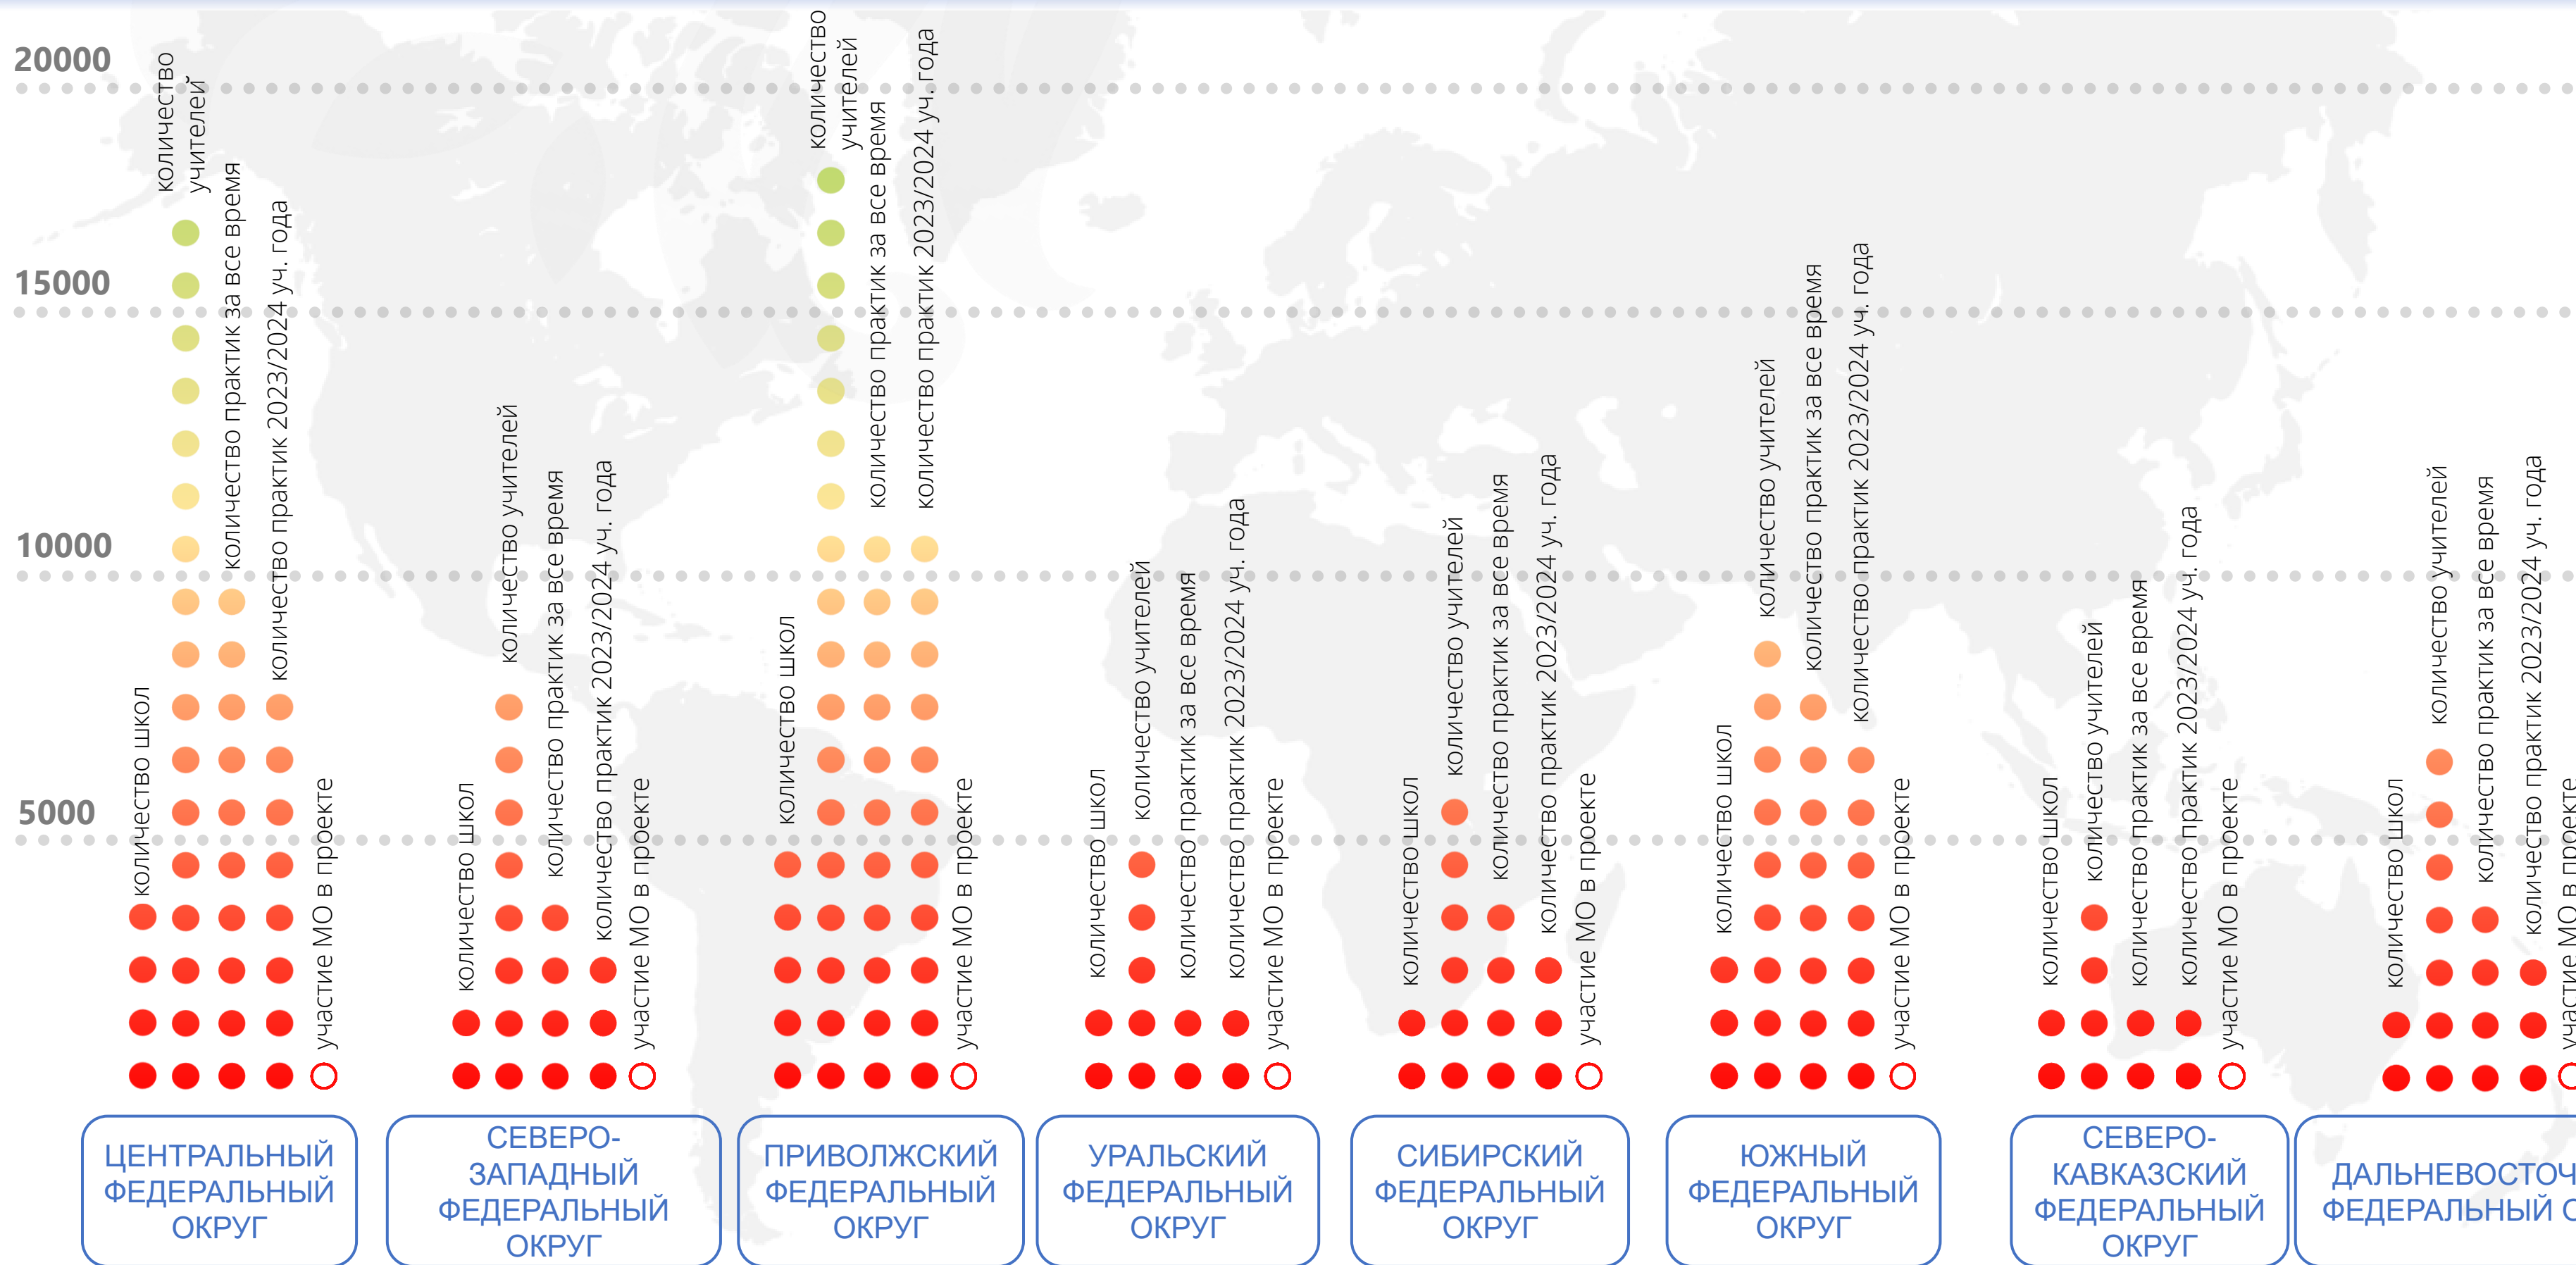 20000
15000
10000
5000
количество школ
количество
учителей
количество практик за все время
количество практик 2023/2024 уч. года
участие МО в проекте
количество школ
количество учителей
количество практик за все время
количество практик 2023/2024 уч. года
участие МО в проекте
количество школ
количество
учителей
количество практик за все время
количество практик 2023/2024 уч. года
участие МО в проекте
количество школ
количество учителей
количество практик за все время
количество практик 2023/2024 уч. года
участие МО в проекте
количество школ
количество учителей
количество практик за все время
количество практик 2023/2024 уч. года
участие МО в проекте
количество школ
количество учителей
количество практик за все время
количество практик 2023/2024 уч. года
участие МО в проекте
количество школ
количество учителей
количество практик за все время
количество практик 2023/2024 уч. года
участие МО в проекте
количество школ
количество учителей
количество практик за все время
количество практик 2023/2024 уч. года
участие МО в проекте
ЦЕНТРАЛЬНЫЙ
ФЕДЕРАЛЬНЫЙ
ОКРУГ
СЕВЕРО-
ЗАПАДНЫЙ
ФЕДЕРАЛЬНЫЙ
ОКРУГ
ПРИВОЛЖСКИЙ
ФЕДЕРАЛЬНЫЙ
ОКРУГ
УРАЛЬСКИЙ
ФЕДЕРАЛЬНЫЙ
ОКРУГ
СИБИРСКИЙ
ФЕДЕРАЛЬНЫЙ
ОКРУГ
ЮЖНЫЙ
ФЕДЕРАЛЬНЫЙ
ОКРУГ
СЕВЕРО-
КАВКАЗСКИЙ
ФЕДЕРАЛЬНЫЙ
ОКРУГ
ДАЛЬНЕВОСТОЧ
ФЕДЕРАЛЬНЫЙ